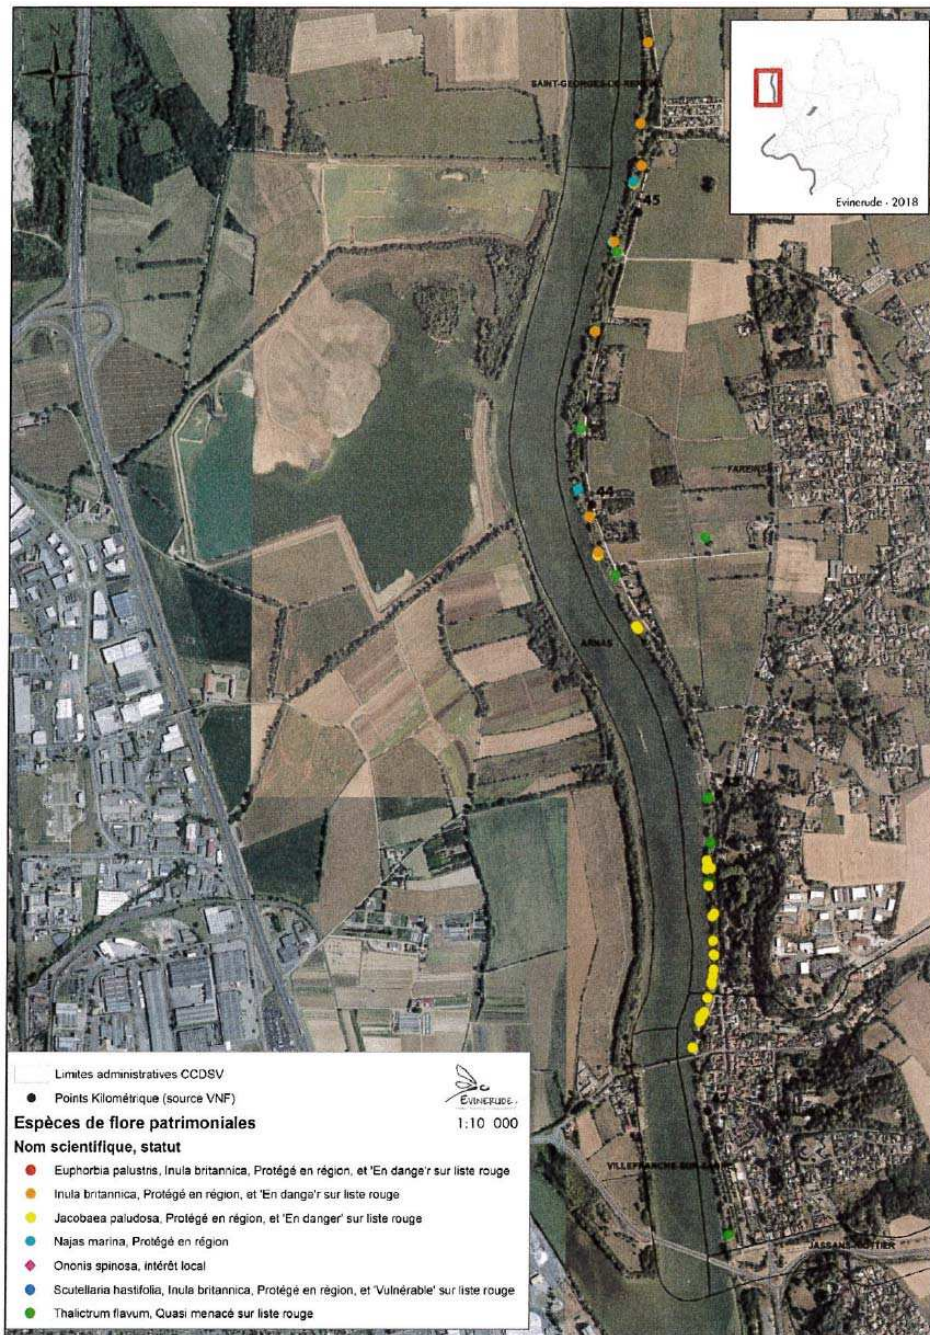 N
SAINT-GEORGES-DE-RENEINS
Evinerude - 2018
45
FAREINS
44
ARNAS
Limites administratives CCDSV
Points Kilométrique (source VNF)
EVINERUDE.
1:10 000
Espèces de flore patrimoniales
Nom scientifique, statut
Euphorbia palustris, Inula britannica, Protégé en région, et 'En dange'r sur liste rouge
Inula britannica, Protégé en région, et 'En dange'r sur liste rouge
Jacobaea paludosa, Protégé en région, et 'En danger' sur liste rouge
Najas marina, Protégé en région
Ononis spinosa, intérêt local
Scutellaria hastifolia, Inula britannica, Protégé en région, et 'Vulnérable' sur liste rouge
Thalictrum flavum, Quasi menacé sur liste rouge
VILLEFRANCHE-SUR-SAONE
JASSANS-RIOTTIER